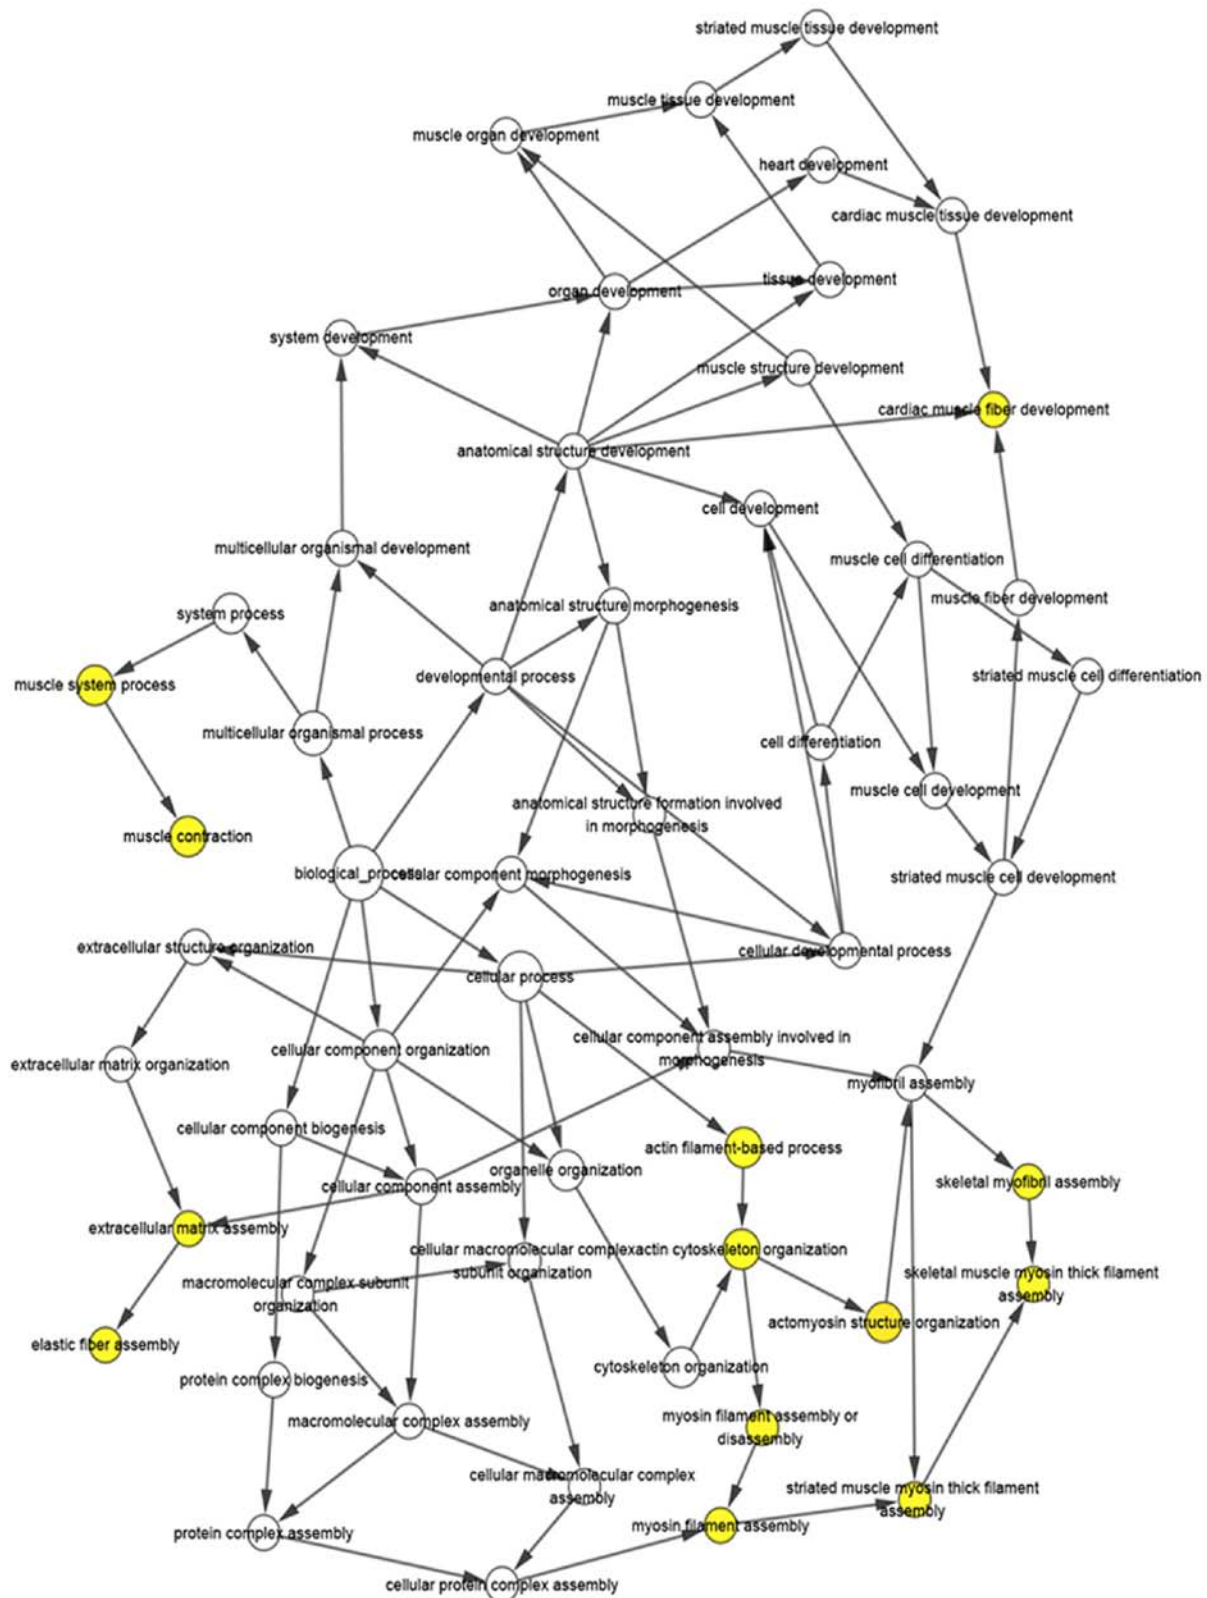 striated muscle tissue development
muscle tissue development
muscle organ development
heart development
cardiac muscle tissue development
tissue development
organ development
system development
muscle structure development
cardiac muscle fiber development
anatomical structure development
cell development
multicellular organismal development
muscle cell differentiation
muscle fiber development
anatomical structure morphogenesis
system process
developmental process
striated muscle cell differentiation
muscle system process
multicellular organismal process
cell differentiation
muscle cell development
anatomical structure formation involved
in morphogenesis
muscle contraction
biological_process
cellular component morphogenesis
striated muscle cell development
extracellular structure organization
cellular developmental process
cellular process
cellular component assembly involved in
morphogenesis
cellular component organization
extracellular matrix organization
myofibril assembly
cellular component biogenesis
actin filament-based process
organelle organization
skeletal myofibril assembly
cellular component assembly
extracellular matrix assembly
cellular macromolecular complex
subunit organization
actin cytoskeleton organization
skeletal muscle myosin thick filament
assembly
macromolecular complex subunit
organization
actomyosin structure organization
elastic fiber assembly
cytoskeleton organization
protein complex biogenesis
macromolecular complex assembly
myosin filament assembly or
disassembly
cellular macromolecular complex
assembly
striated muscle myosin thick filament
assembly
myosin filament assembly
protein complex assembly
cellular protein complex assembly